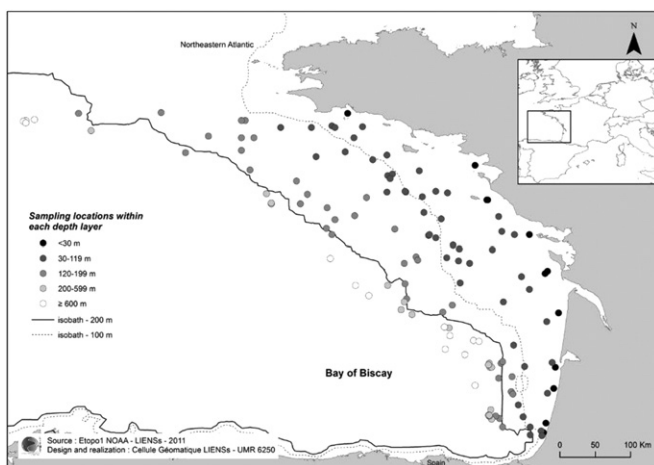 Northeastern Atlantic
N
Sampling locations within
each depth layer
<30 m
30-119 m
120-199 m
200-599 m
≥ 600 m
isobath - 200 m
isobath - 100 m
Bay of Biscay
Source : Etopo1 NOAA - LIENSs - 2011
Design and realization : Cellule Géomatique LIENSs - UMR 6250
Spain
0 50 100 Km